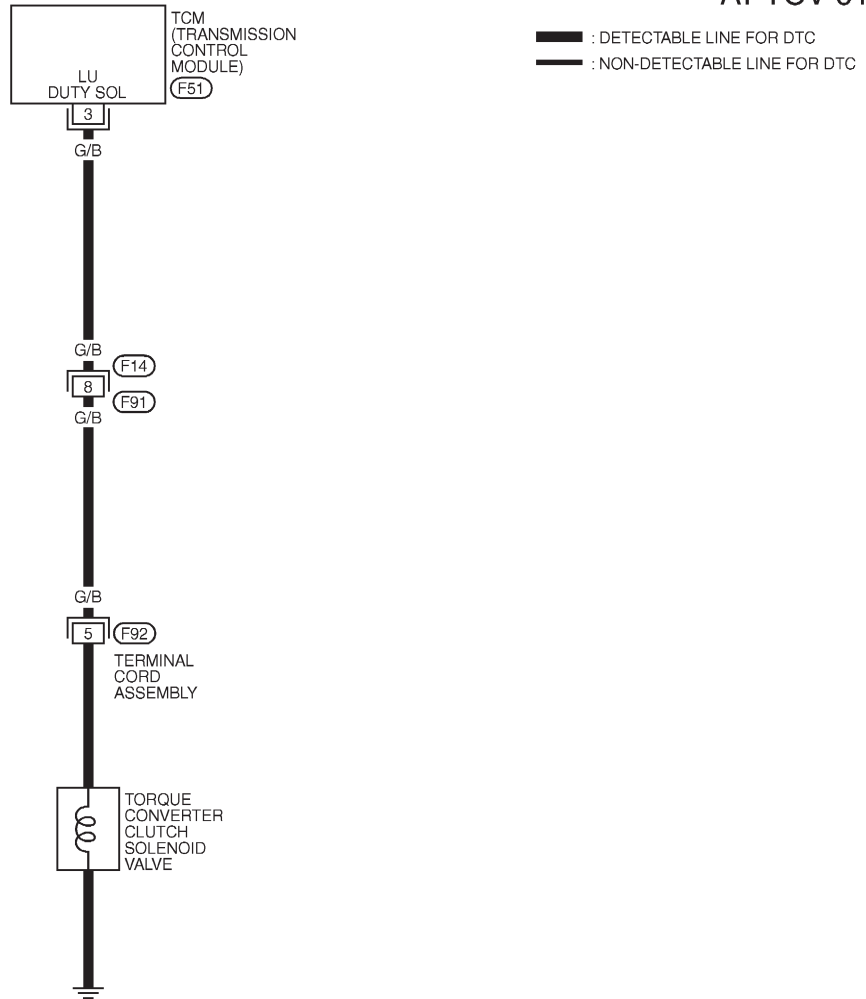 TCM
(TRANSMISSION
CONTROL
MODULE)
F51
LU
DUTY SOL
3
G/B
: DETECTABLE LINE FOR DTC
: NON-DETECTABLE LINE FOR DTC
G/B
F14
8
F91
G/B
G/B
5
F92
TERMINAL
CORD
ASSEMBLY
TORQUE
CONVERTER
CLUTCH
SOLENOID
VALVE